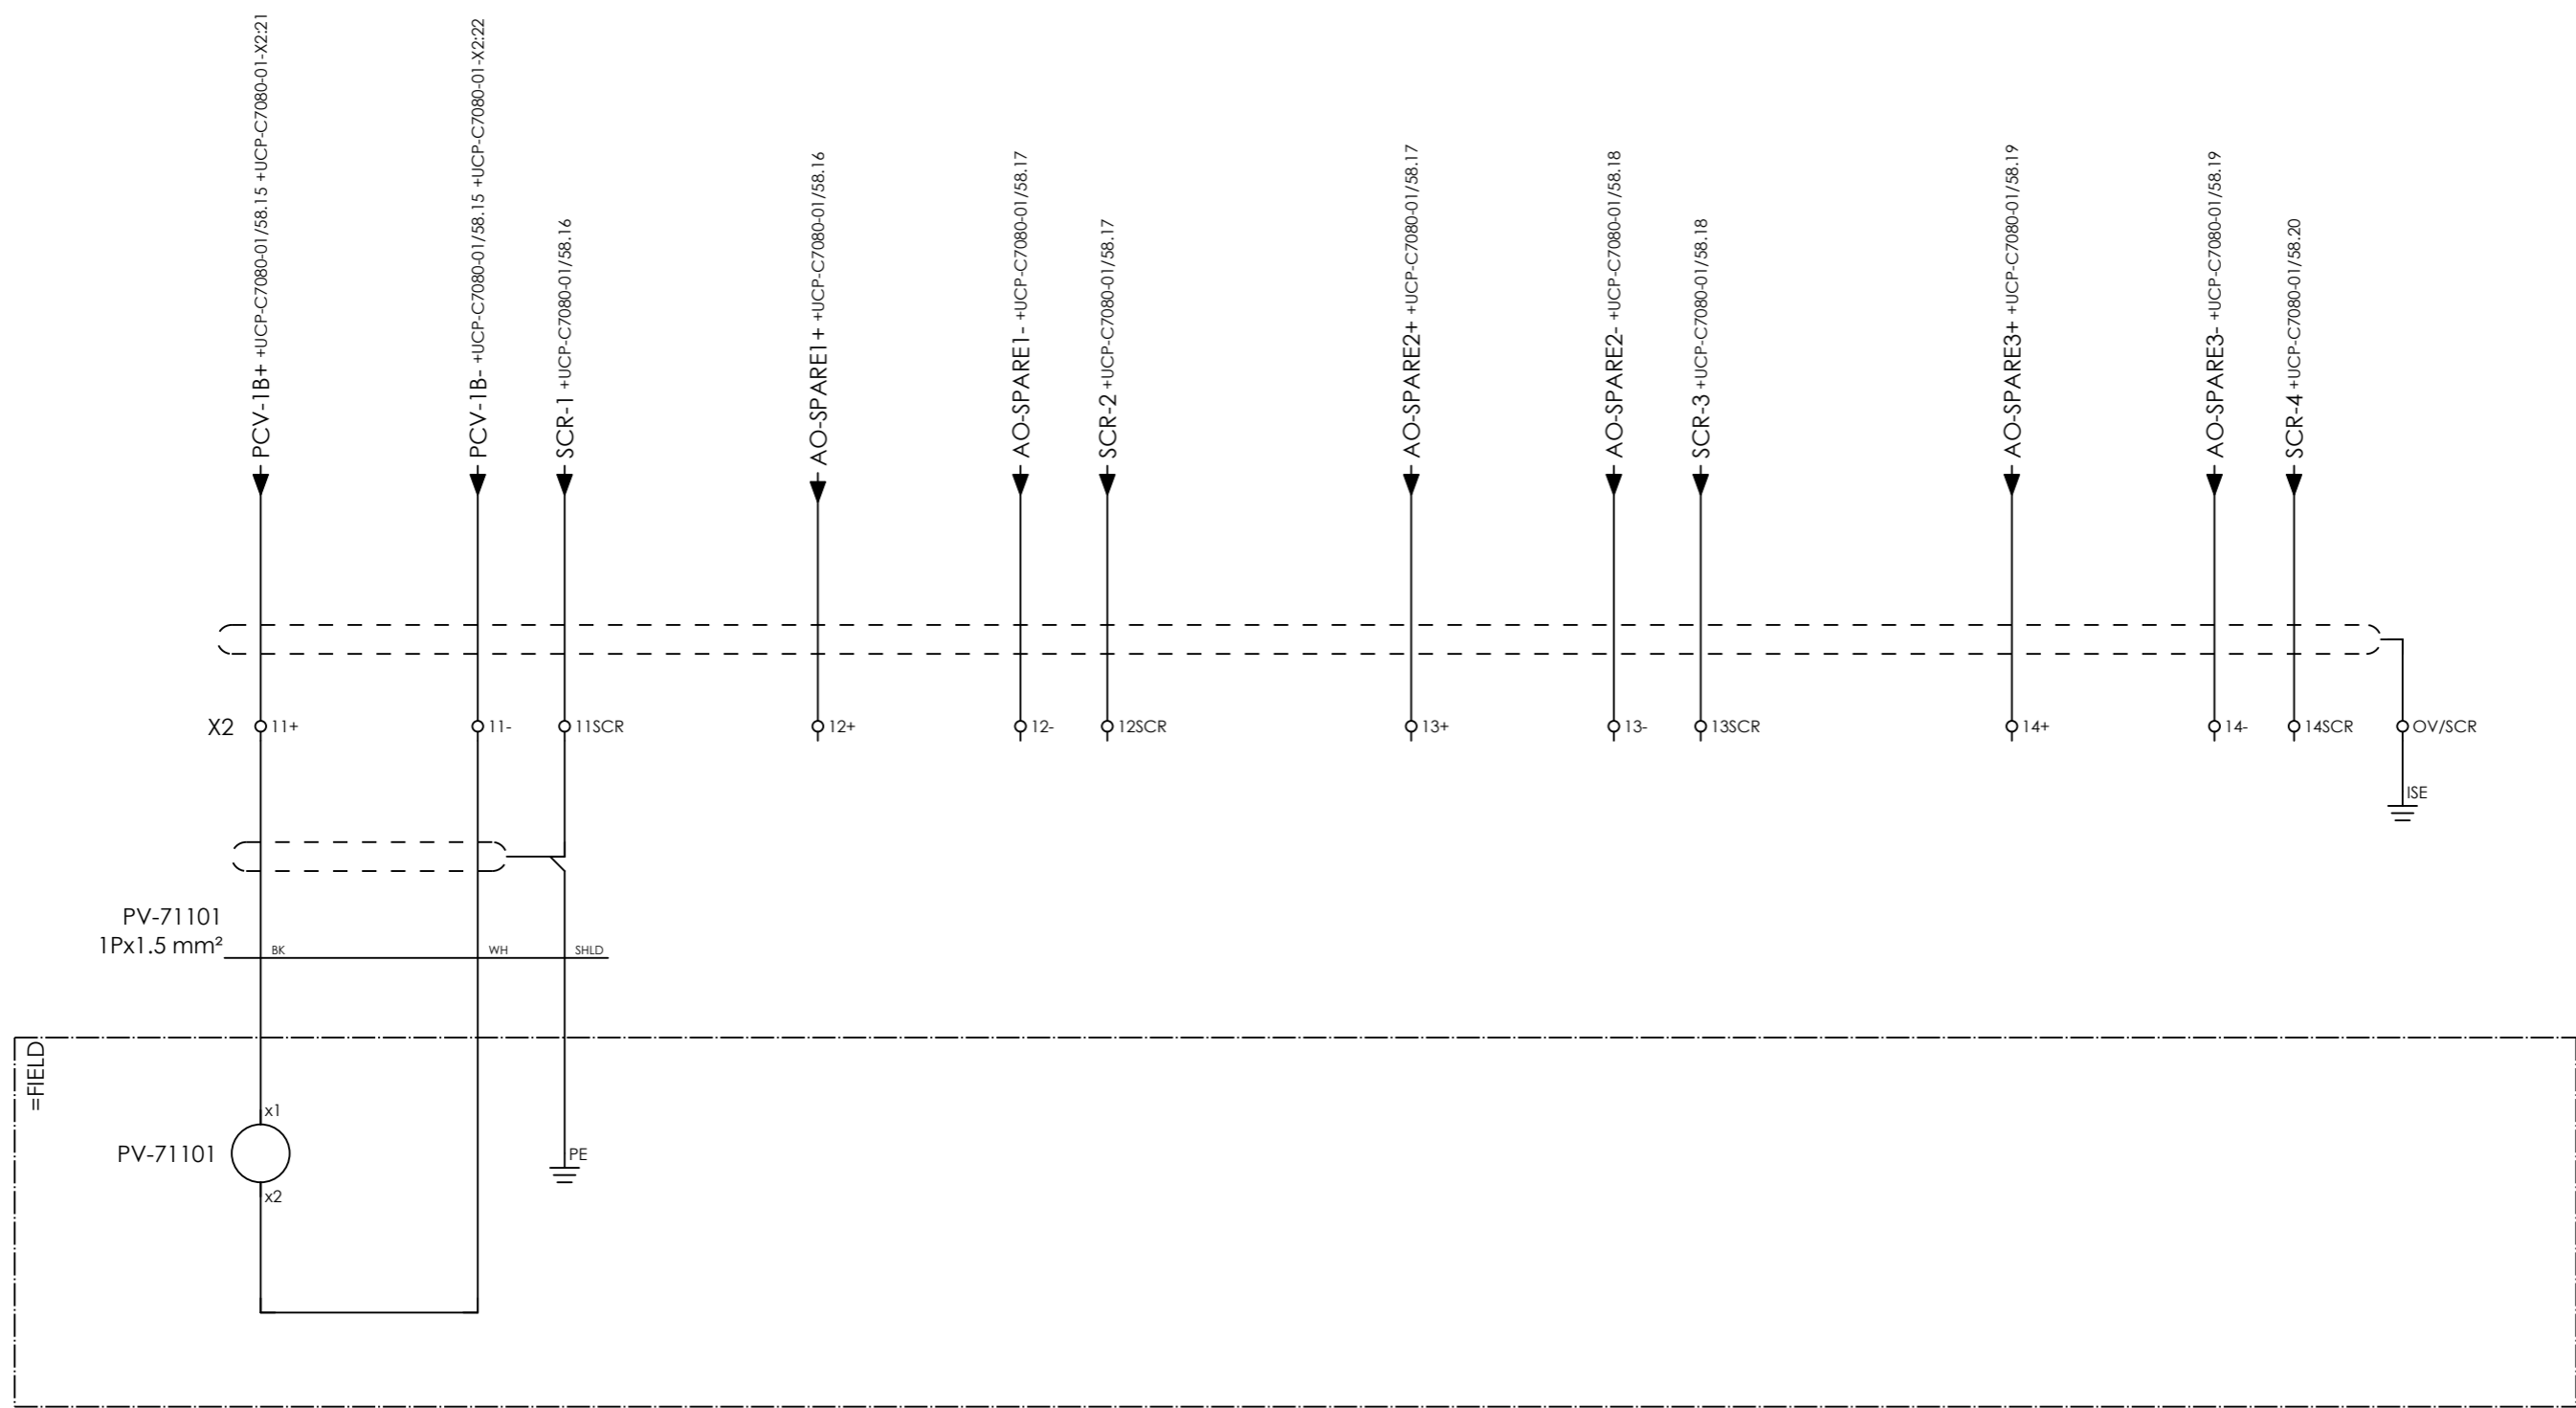 PCV-1B+ +UCP-C7080-01/58.15 +UCP-C7080-01-X2:21
PCV-1B- +UCP-C7080-01/58.15 +UCP-C7080-01-X2:22
SCR-1 +UCP-C7080-01/58.16
AO-SPARE1+ +UCP-C7080-01/58.16
AO-SPARE1- +UCP-C7080-01/58.17
SCR-2 +UCP-C7080-01/58.17
AO-SPARE2+ +UCP-C7080-01/58.17
AO-SPARE2- +UCP-C7080-01/58.18
SCR-3 +UCP-C7080-01/58.18
AO-SPARE3+ +UCP-C7080-01/58.19
AO-SPARE3- +UCP-C7080-01/58.19
SCR-4 +UCP-C7080-01/58.20
X2
11+
11-
11SCR
12+
12-
12SCR
13+
13-
13SCR
14+
14-
14SCR
OV/SCR
ISE
PV-71101
1Px1.5 mm²
BK
WH
SHLD
=FIELD
x1
PV-71101
x2
PE